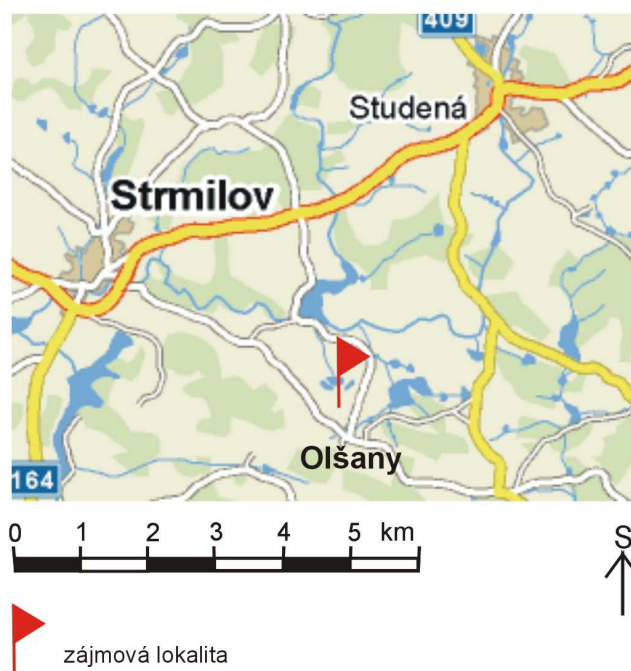 409
Studená
Strmilov
Olšany
164
0 1 2 3 4 5 km
S
zájmová lokalita